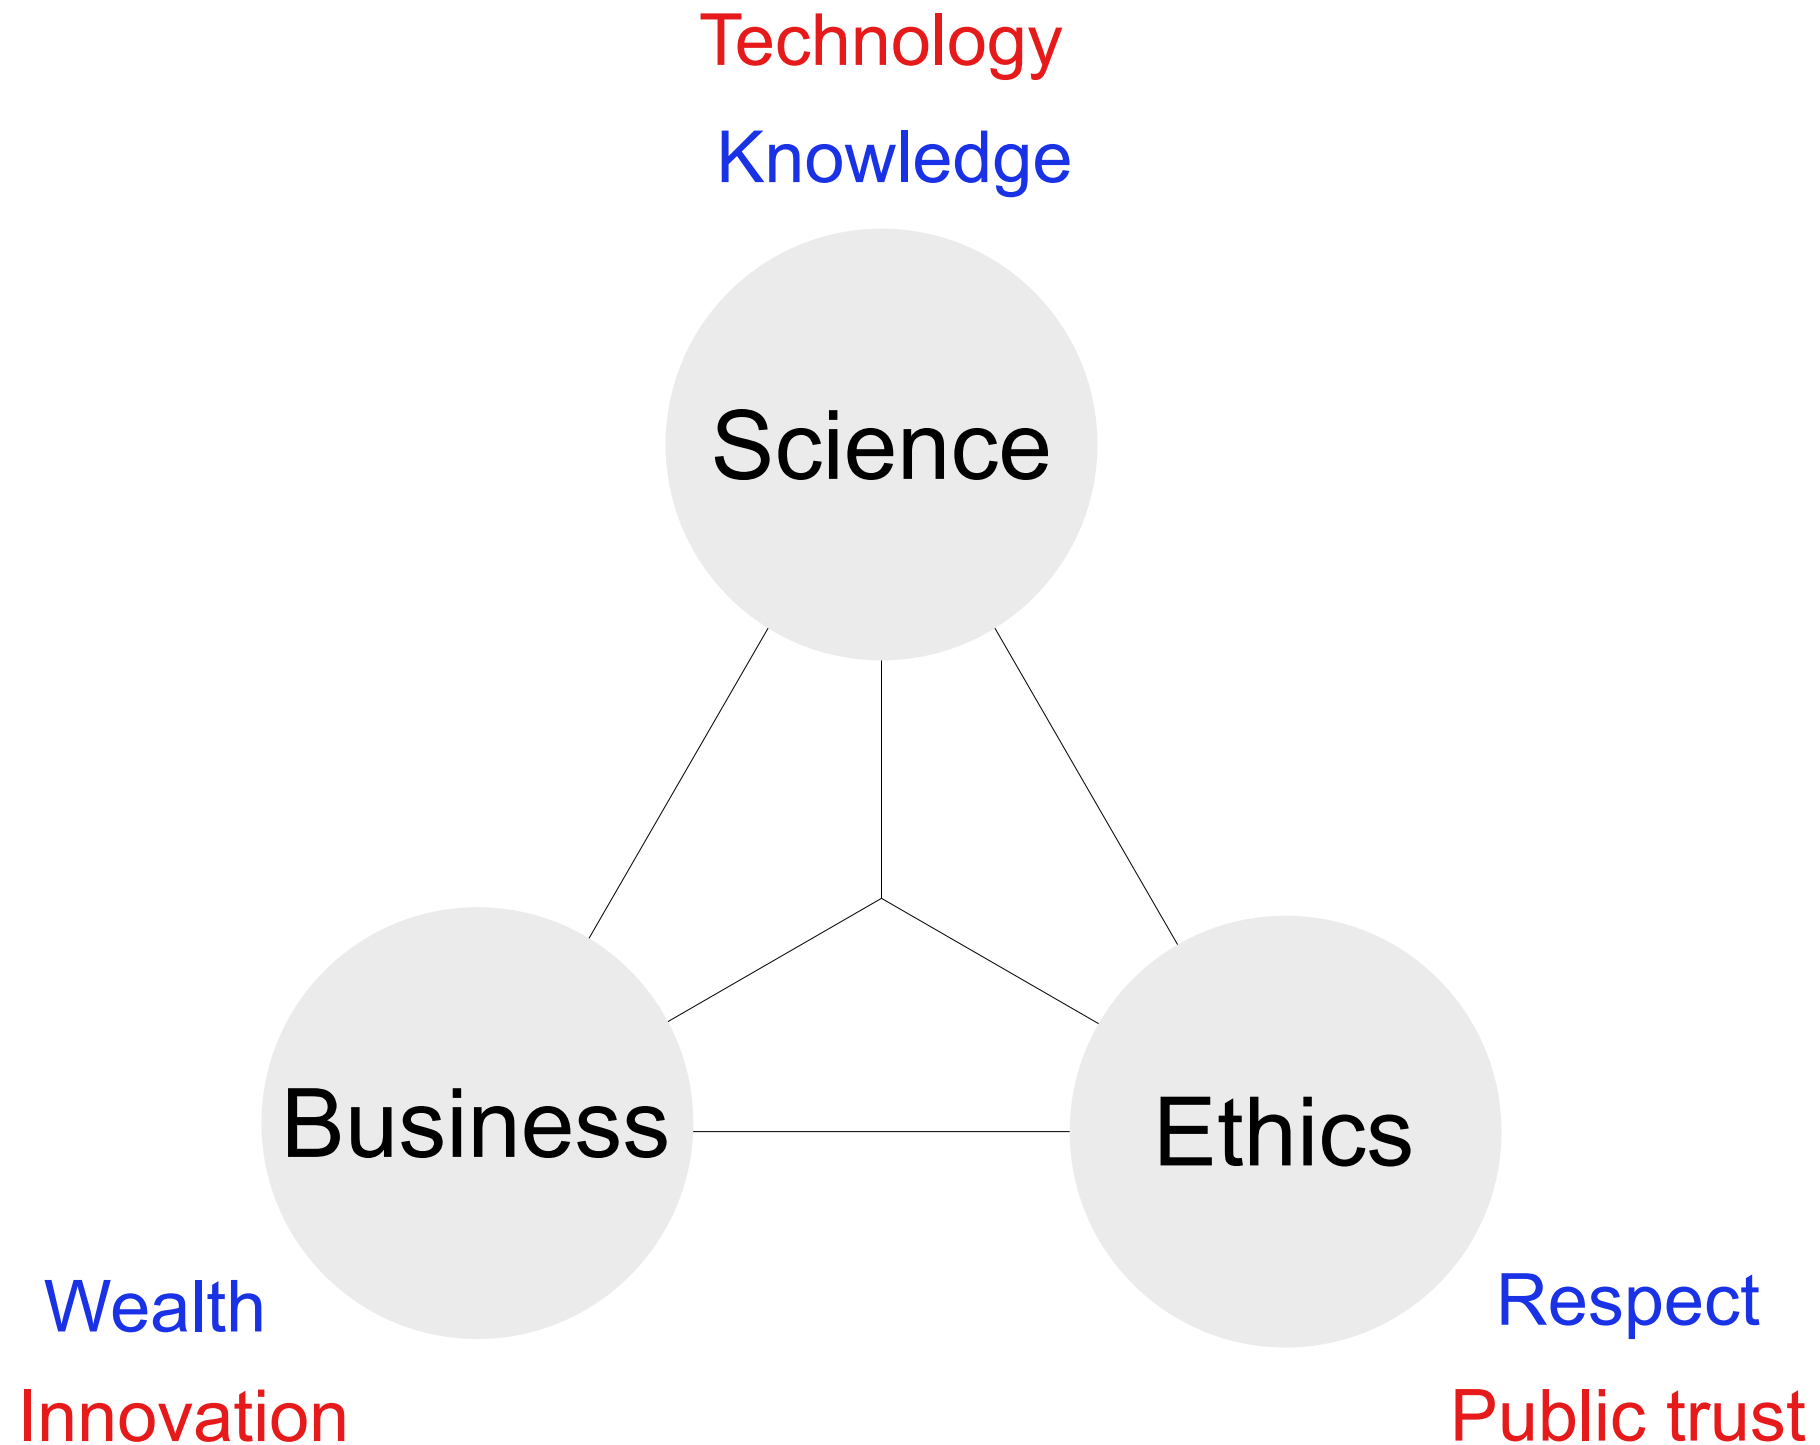 Technology
Knowledge
Science
Business
Ethics
Wealth
Respect
Innovation
Public trust